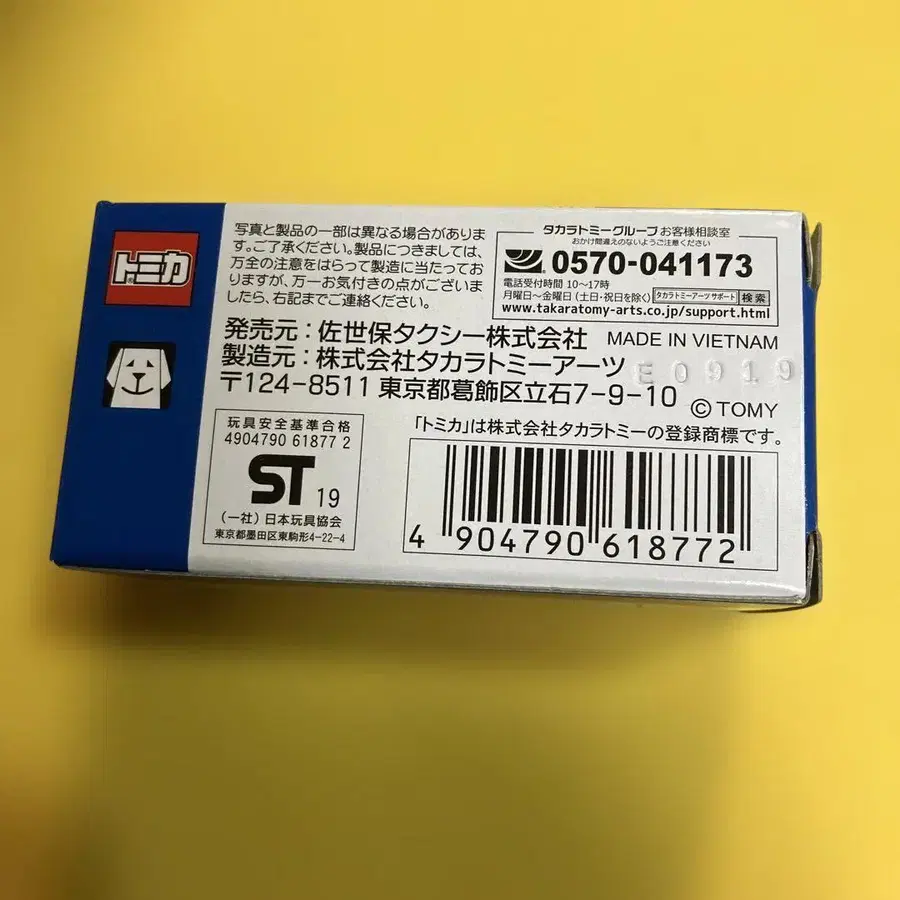 トミカ
写真と製品の一部は異なる場合がありま
す。ご了承ください。製品につきましては、
万全の注意をはらって製造に当たってお
りますが、万一お気付きの点がございま
したら、右記までご連絡ください。
タカラトミーグループ お客様相談室
おかけ間違えのないようご注意ください
0570-041173
電話受付時間 10〜17時
月曜日〜金曜日 (土・日・祝日を除く) タカラトミーアーツ サポート 検索
www.takaratomy-arts.co.jp/support.html
発売元：佐世保タクシー株式会社 MADE IN VIETNAM
製造元：株式会社タカラトミーアーツ
E0919
〒124-8511 東京都葛飾区立石7-9-10
© TOMY
「トミカ」は株式会社タカラトミーの登録商標です。
玩具安全基準合格
4904790 61877 2
ST 19
(一社) 日本玩具協会
東京都墨田区東駒形4-22-4
4 904790 618772